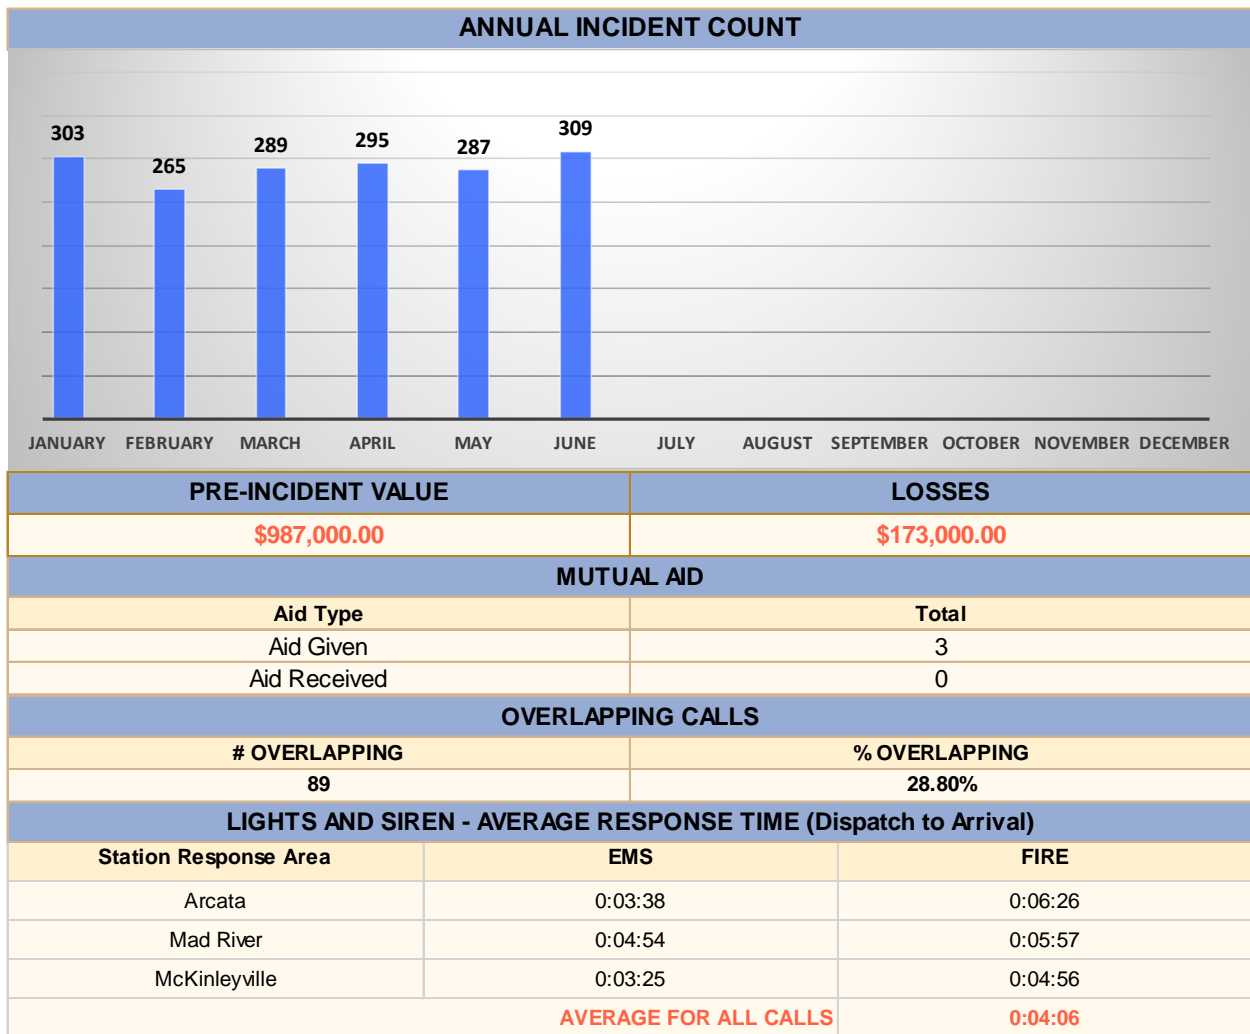 ANNUAL INCIDENT COUNT
303 265 289 295 287 309
JANUARY FEBRUARY MARCH APRIL MAY JUNE JULY AUGUST SEPTEMBER OCTOBER NOVEMBER DECEMBER
PRE-INCIDENT VALUE LOSSES
$987,000.00 $173,000.00
MUTUAL AID
Aid Type Total
Aid Given 3
Aid Received 0
OVERLAPPING CALLS
# OVERLAPPING % OVERLAPPING
89 28.80%
LIGHTS AND SIREN - AVERAGE RESPONSE TIME (Dispatch to Arrival)
Station Response Area EMS FIRE
Arcata 0:03:38 0:06:26
Mad River 0:04:54 0:05:57
McKinleyville 0:03:25 0:04:56
AVERAGE FOR ALL CALLS 0:04:06